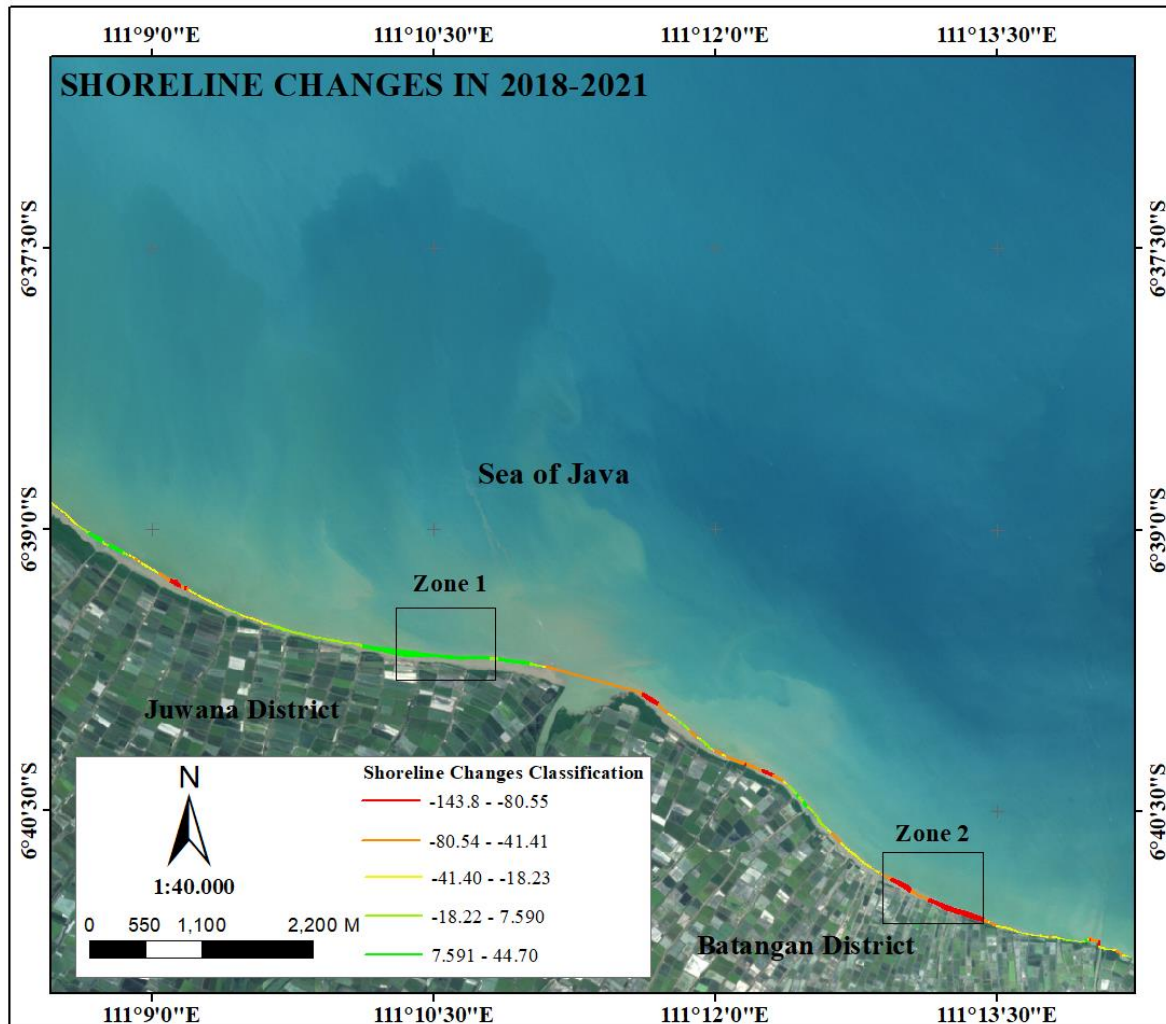 111°9'0"E 111°10'30"E 111°12'0"E 111°13'30"E
SHORELINE CHANGES IN 2018-2021
6°37'30"S 6°37'30"S
Sea of Java
6°39'0"S 6°39'0"S
Zone 1
Juwana District
6°40'30"S 6°40'30"S
Zone 2
Batangan District
N
1:40.000
0 550 1,100 2,200 M
Shoreline Changes Classification
-143.8 - -80.55
-80.54 - -41.41
-41.40 - -18.23
-18.22 - 7.590
7.591 - 44.70
111°9'0"E 111°10'30"E 111°12'0"E 111°13'30"E